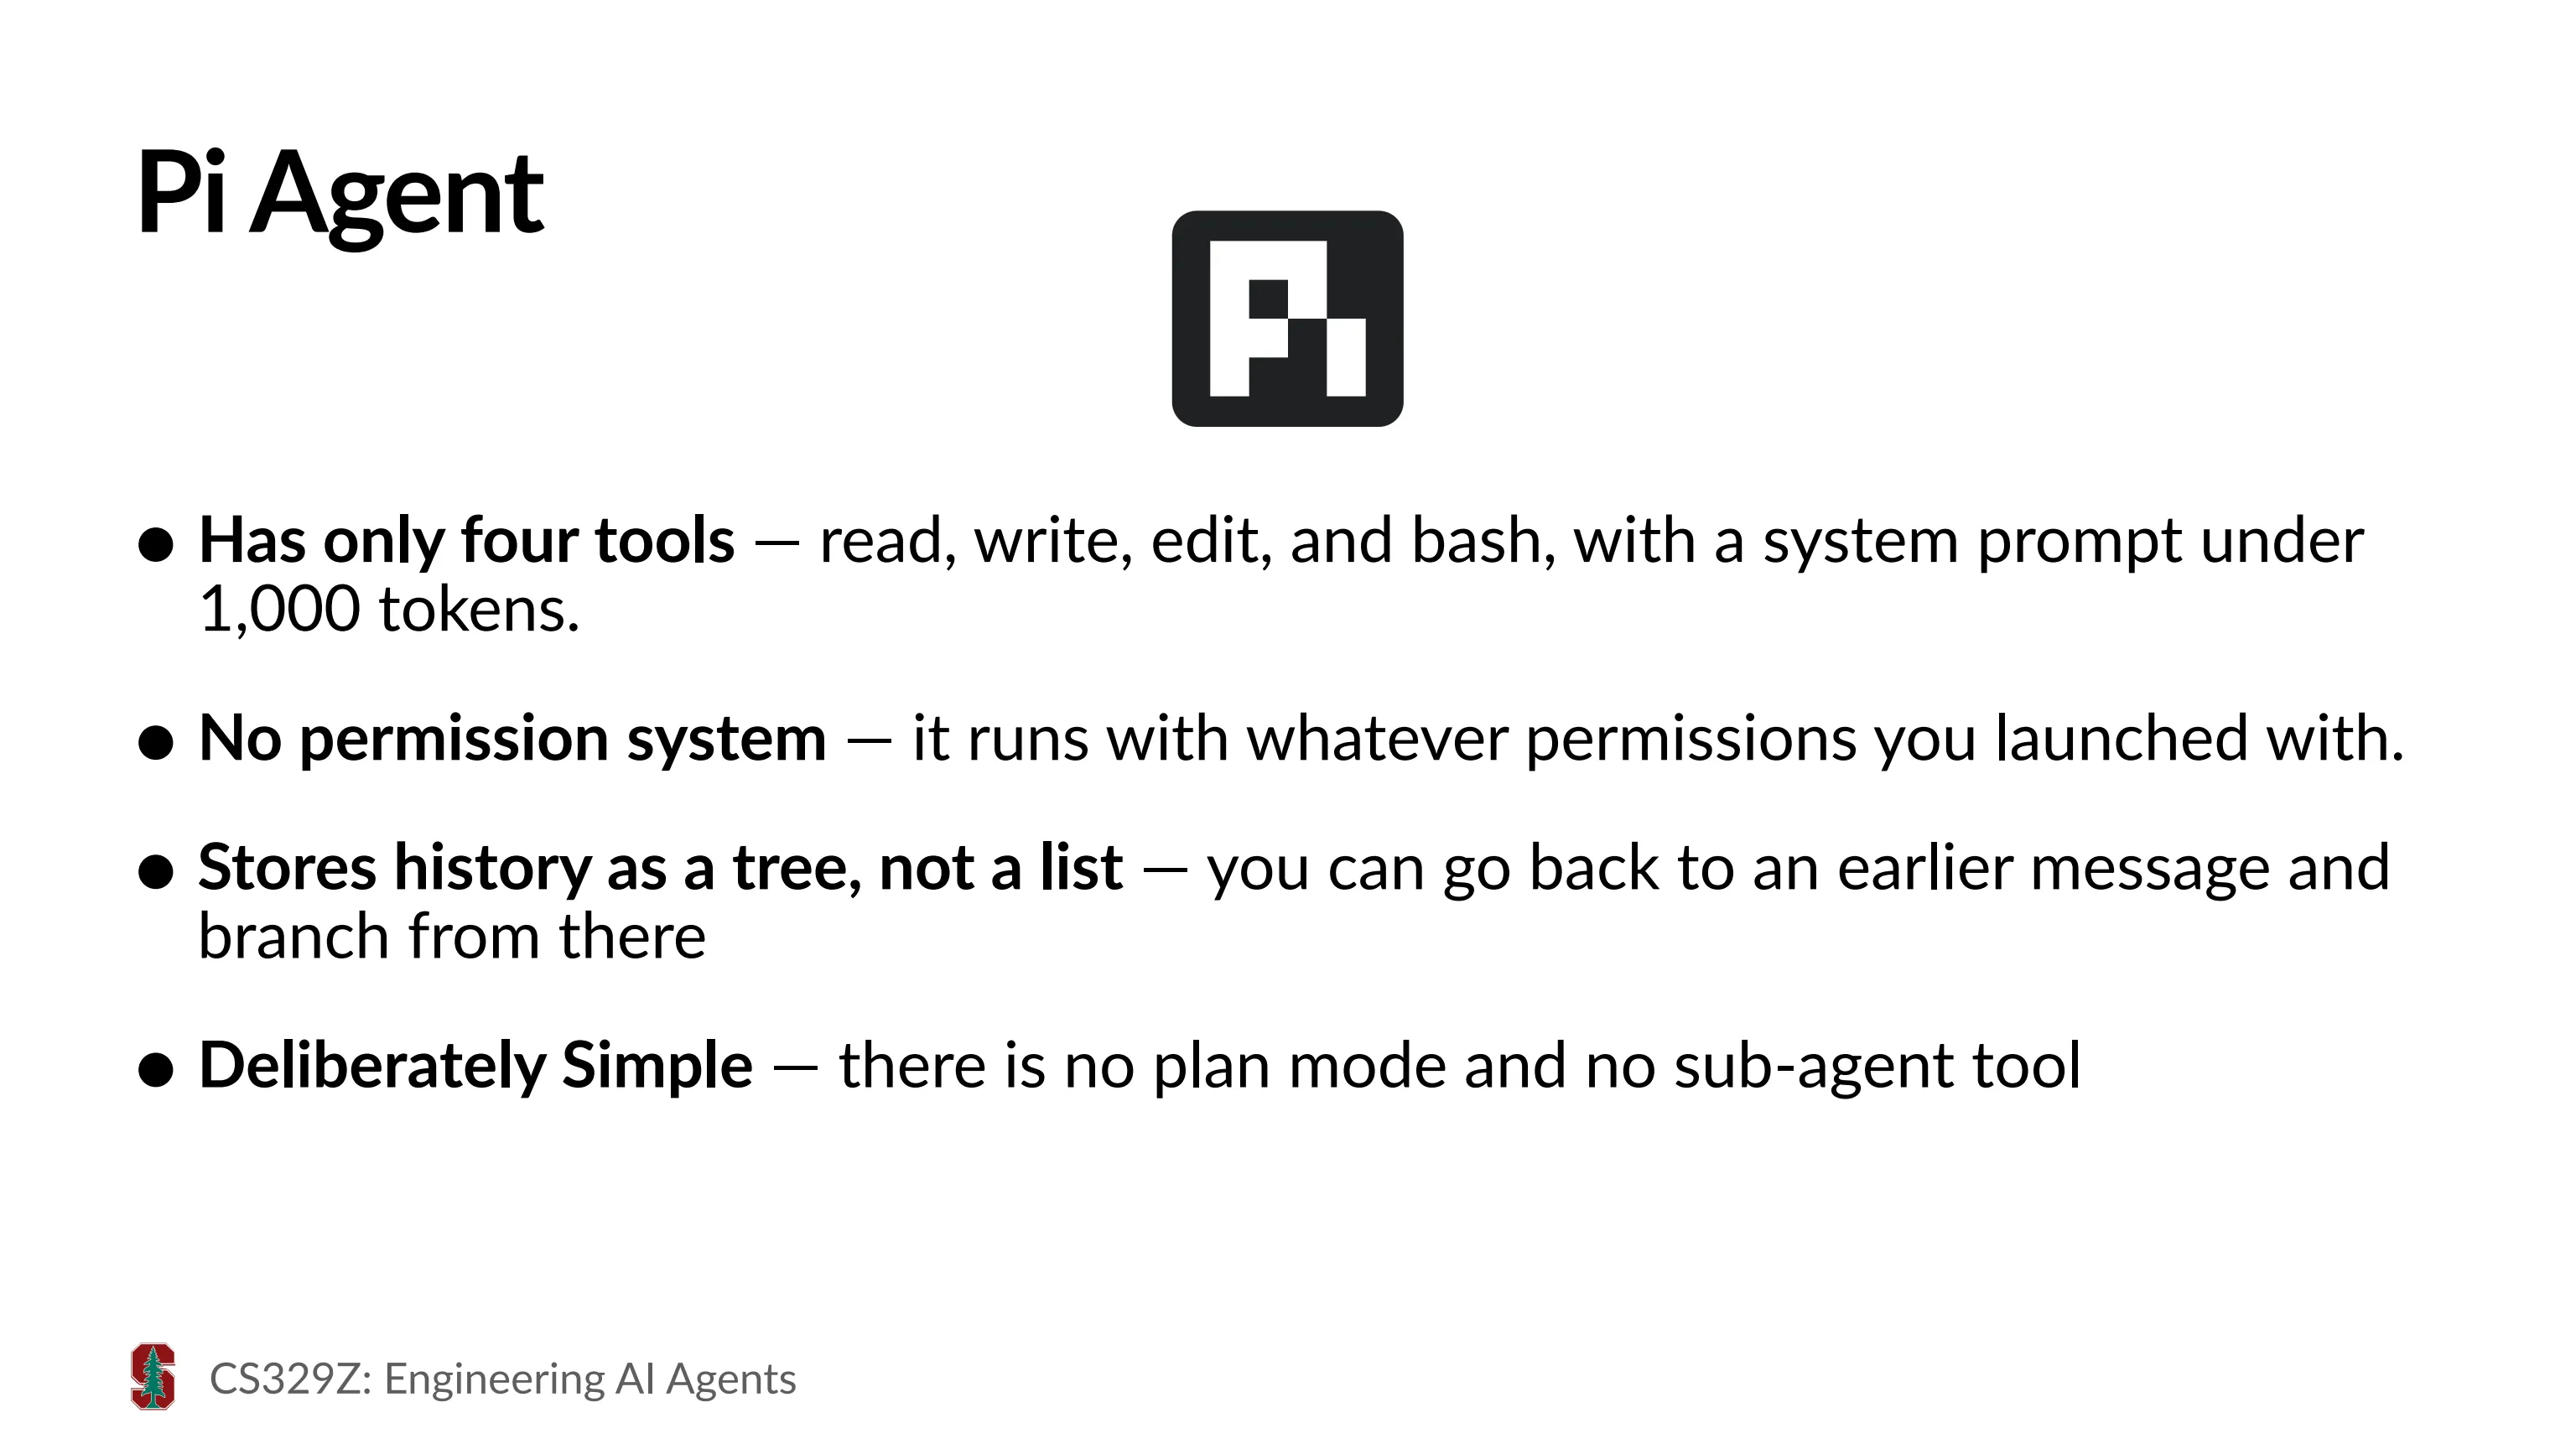 Pi Agent
Pi
● Has only four tools — read, write, edit, and bash, with a system prompt under
1,000 tokens.
● No permission system — it runs with whatever permissions you launched with.
● Stores history as a tree, not a list — you can go back to an earlier message and
branch from there
● Deliberately Simple — there is no plan mode and no sub-agent tool
S
CS329Z: Engineering AI Agents